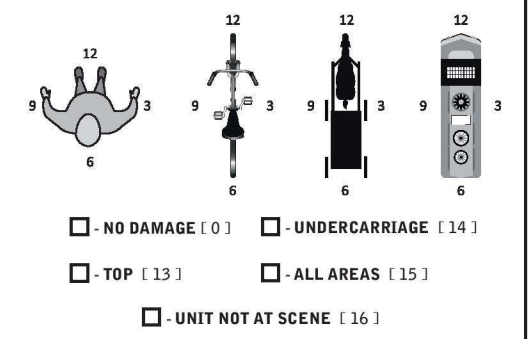 12 12 12
12
9 3 9 3 9 3 9 3
6
6 6 6
- NO DAMAGE [ 0 ] - UNDERCARRIAGE [ 14 ]
- TOP [ 13 ] - ALL AREAS [ 15 ]
- UNIT NOT AT SCENE [ 16 ]